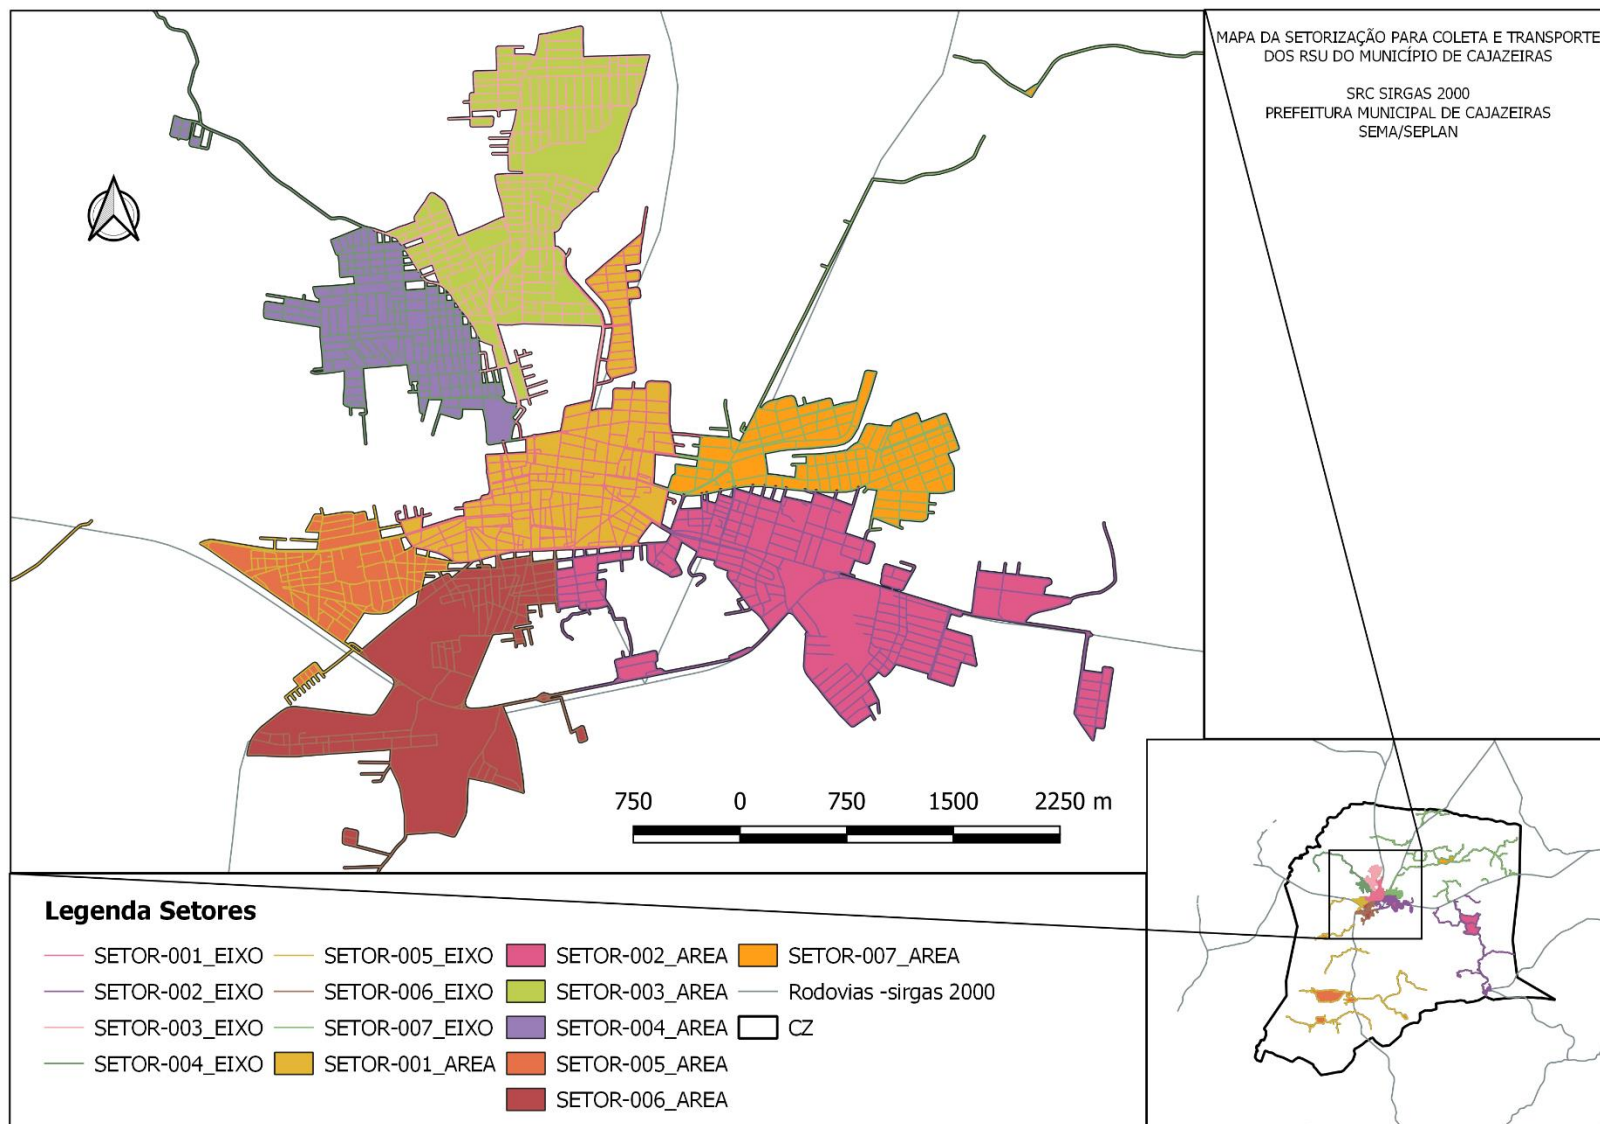 MAPA DA SETORIZAÇÃO PARA COLETA E TRANSPORTE
DOS RSU DO MUNICÍPIO DE CAJAZEIRAS
SRC SIRGAS 2000
PREFEITURA MUNICIPAL DE CAJAZEIRAS
SEMA/SEPLAN
750 0 750 1500 2250 m
Legenda Setores
SETOR-001_EIXO SETOR-005_EIXO SETOR-002_AREA SETOR-007_AREA
SETOR-002_EIXO SETOR-006_EIXO SETOR-003_AREA Rodovias -sirgas 2000
SETOR-003_EIXO SETOR-007_EIXO SETOR-004_AREA CZ
SETOR-004_EIXO SETOR-001_AREA SETOR-005_AREA
SETOR-006_AREA